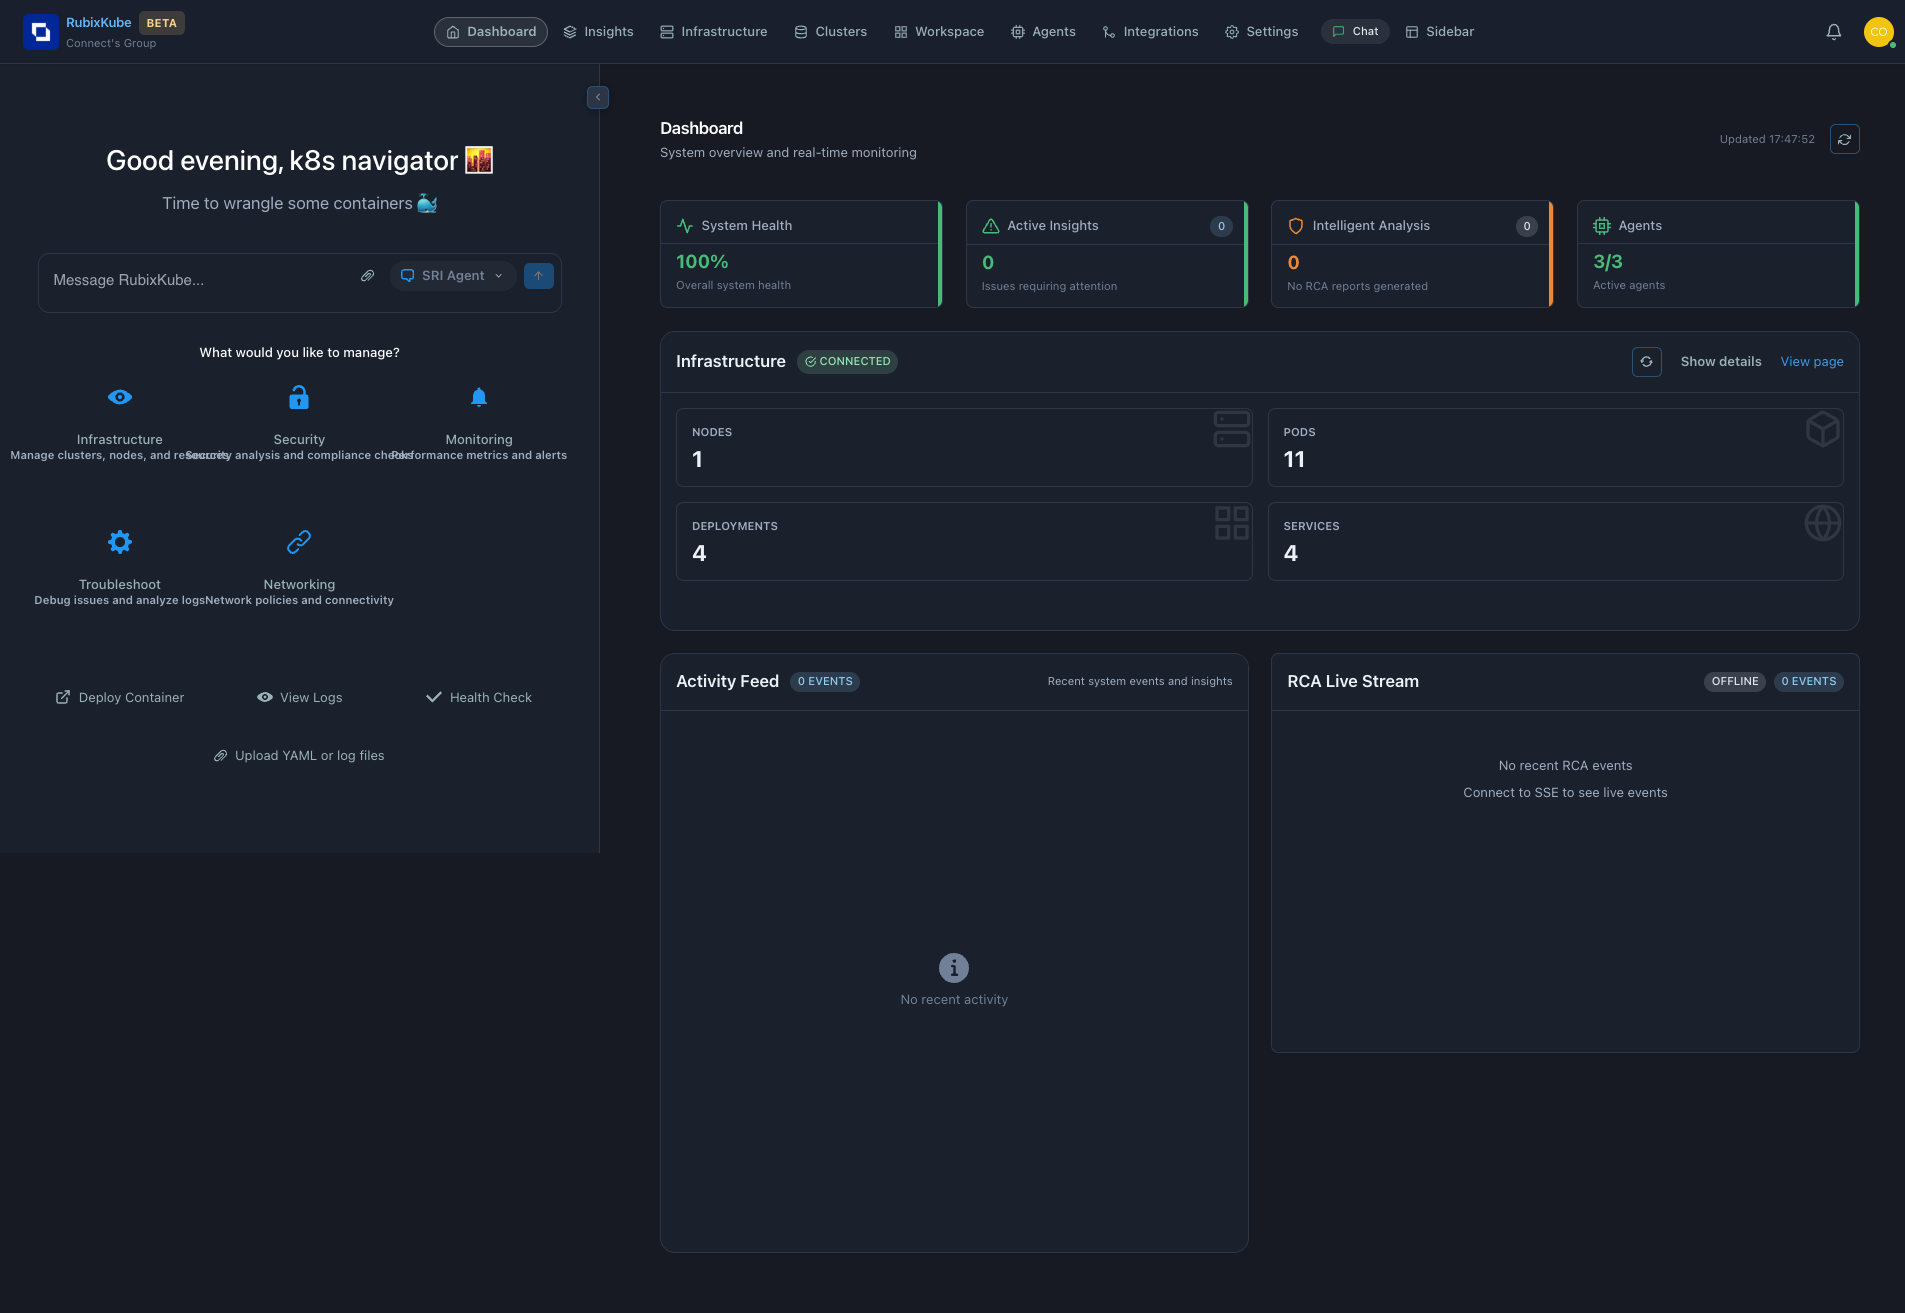 RubixKube BETA
Connect's Group
Dashboard Insights Infrastructure Clusters Workspace Agents Integrations Settings Chat Sidebar
CO
Good evening, k8s navigator
Time to wrangle some containers
Message RubixKube...
SRI Agent
What would you like to manage?
Infrastructure
Manage clusters, nodes, and resources
Security
Security analysis and compliance checks
Monitoring
Performance metrics and alerts
Troubleshoot
Debug issues and analyze logs
Networking
Network policies and connectivity
Deploy Container
View Logs
Health Check
Upload YAML or log files
Dashboard
System overview and real-time monitoring
Updated 17:47:52
System Health
100%
Overall system health
Active Insights 0
0
Issues requiring attention
Intelligent Analysis 0
0
No RCA reports generated
Agents
3/3
Active agents
Infrastructure CONNECTED
Show details View page
NODES
1
PODS
11
DEPLOYMENTS
4
SERVICES
4
Activity Feed 0 EVENTS
Recent system events and insights
No recent activity
RCA Live Stream
OFFLINE 0 EVENTS
No recent RCA events
Connect to SSE to see live events